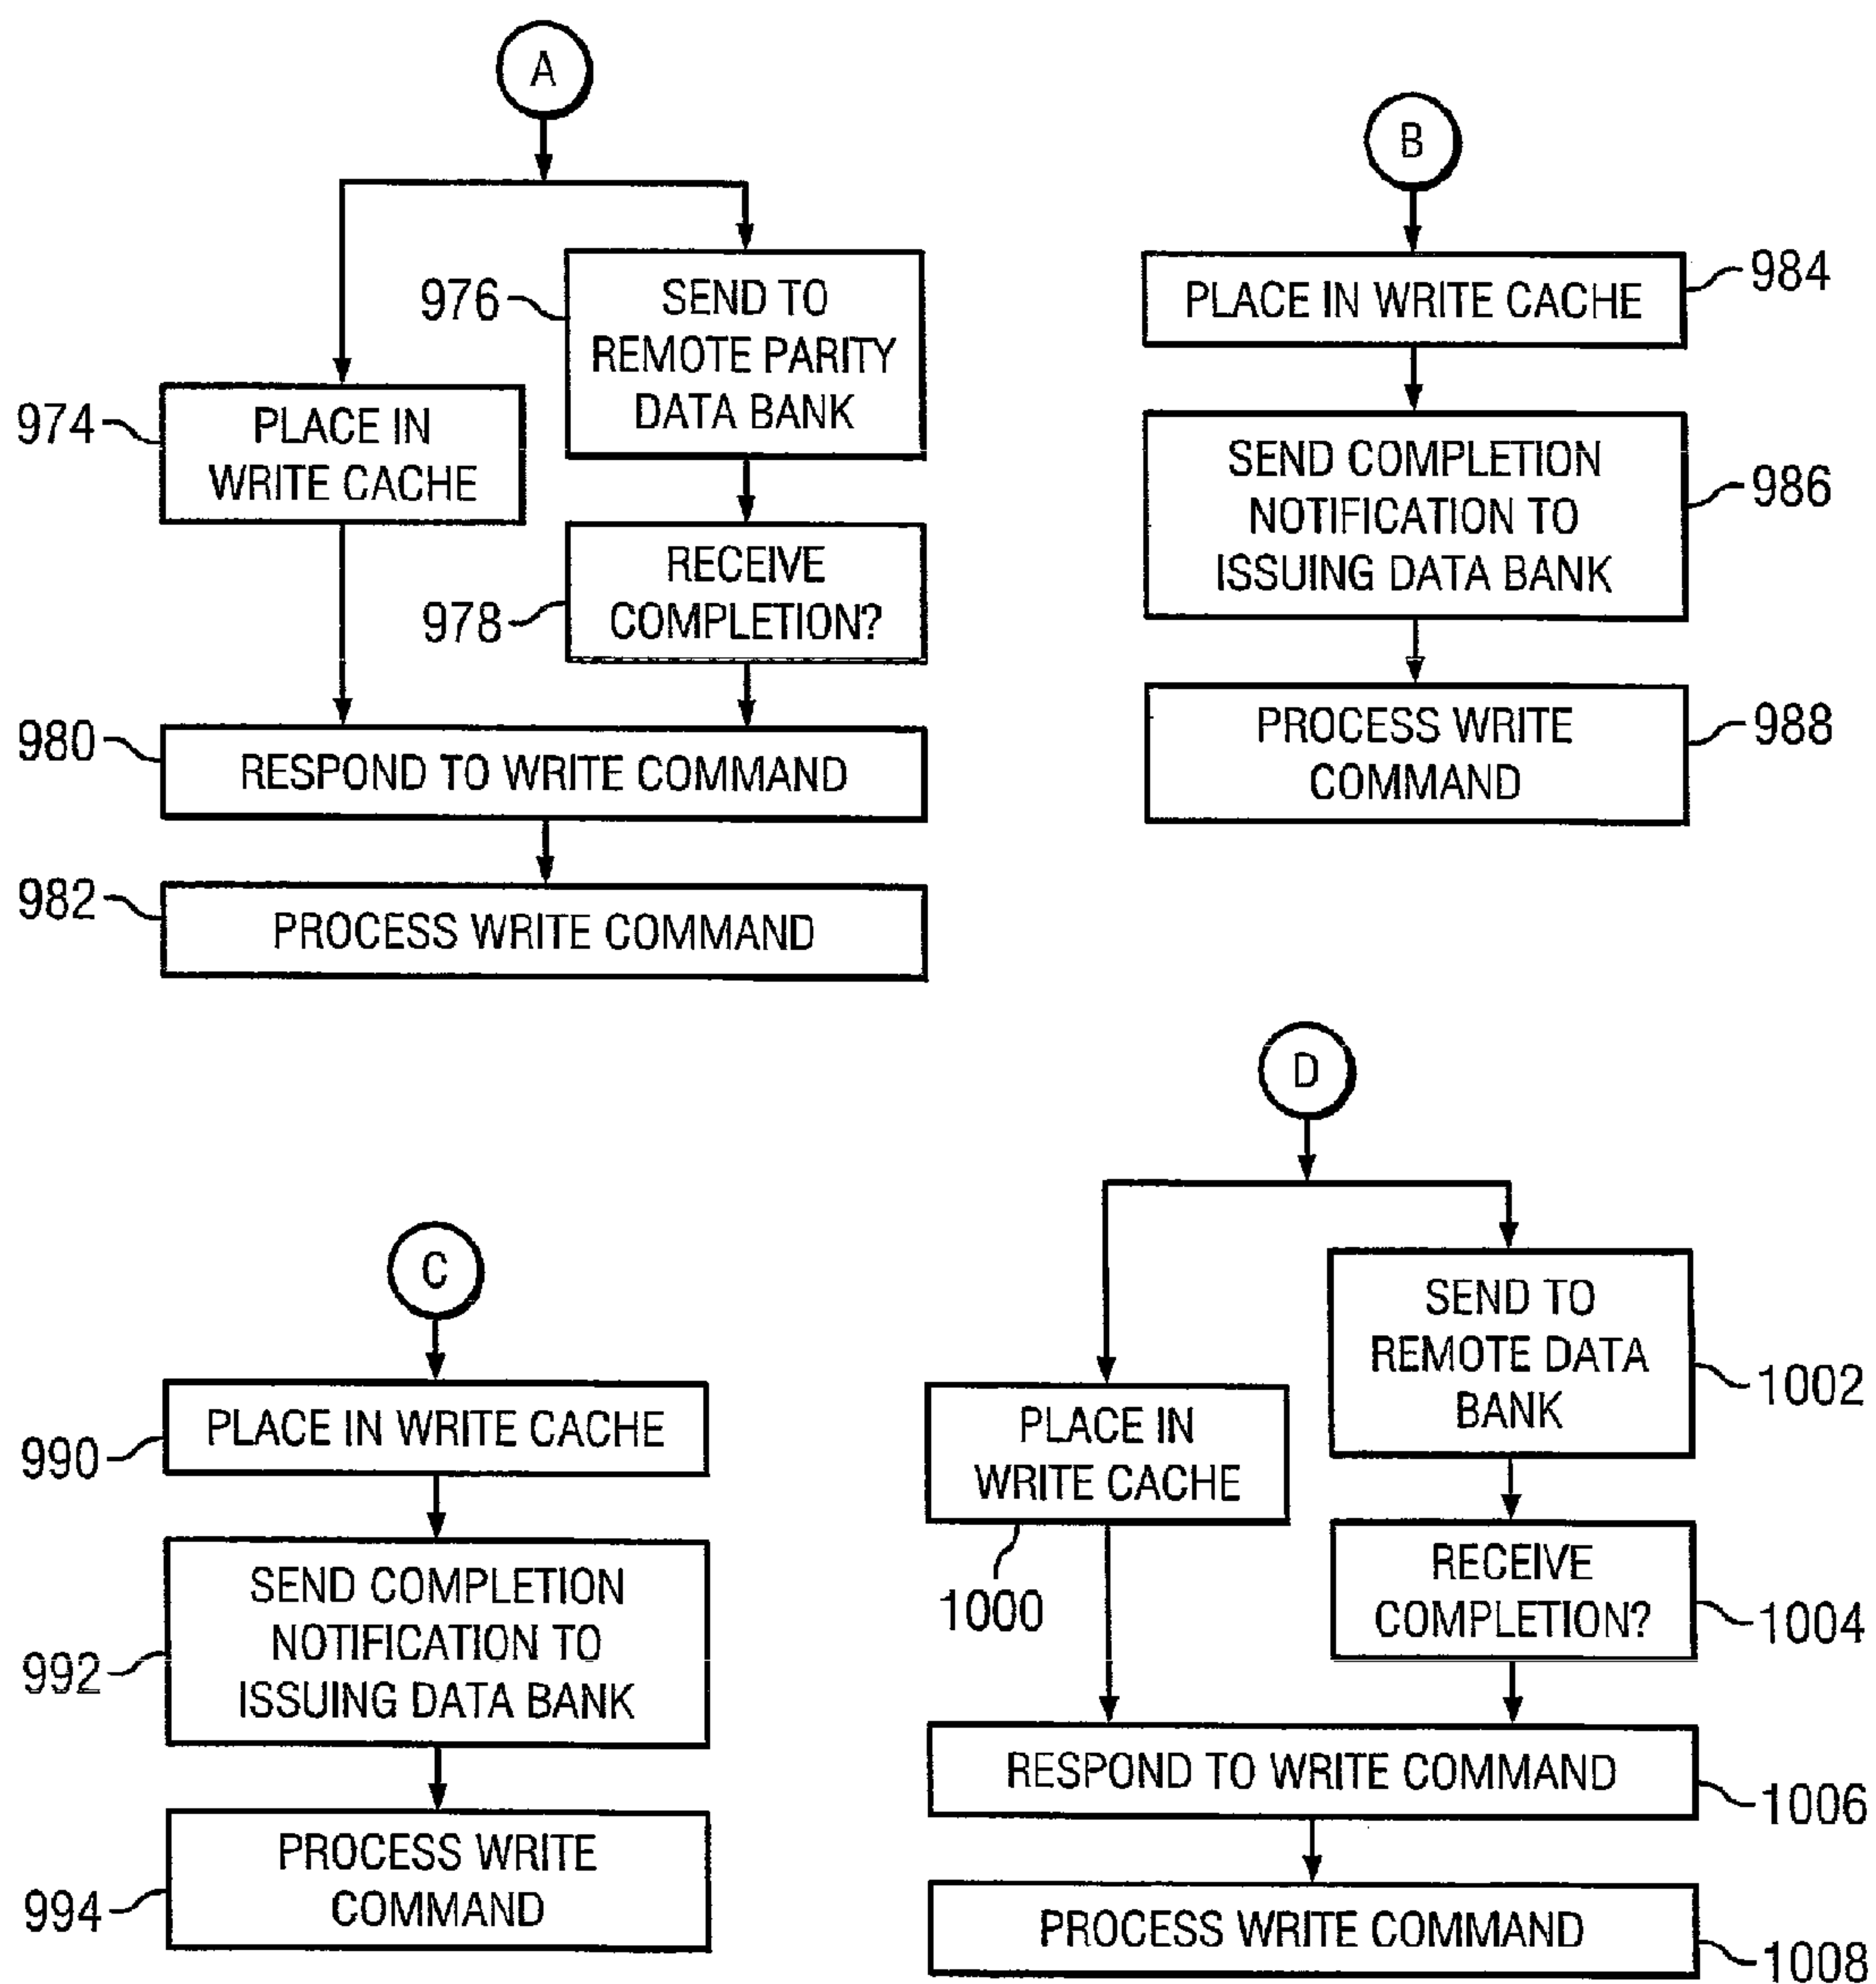 A
976
SEND TO
REMOTE PARITY
DATA BANK
974
PLACE IN
WRITE CACHE
978
RECEIVE
COMPLETION?
980
RESPOND TO WRITE COMMAND
982
PROCESS WRITE COMMAND
B
PLACE IN WRITE CACHE
984
SEND COMPLETION
NOTIFICATION TO
ISSUING DATA BANK
986
PROCESS WRITE
COMMAND
988
C
PLACE IN WRITE CACHE
990
SEND COMPLETION
NOTIFICATION TO
ISSUING DATA BANK
992
PROCESS WRITE
COMMAND
994
D
SEND TO
REMOTE DATA
BANK
1002
PLACE IN
WRITE CACHE
1000
RECEIVE
COMPLETION?
1004
RESPOND TO WRITE COMMAND
1006
PROCESS WRITE COMMAND
1008